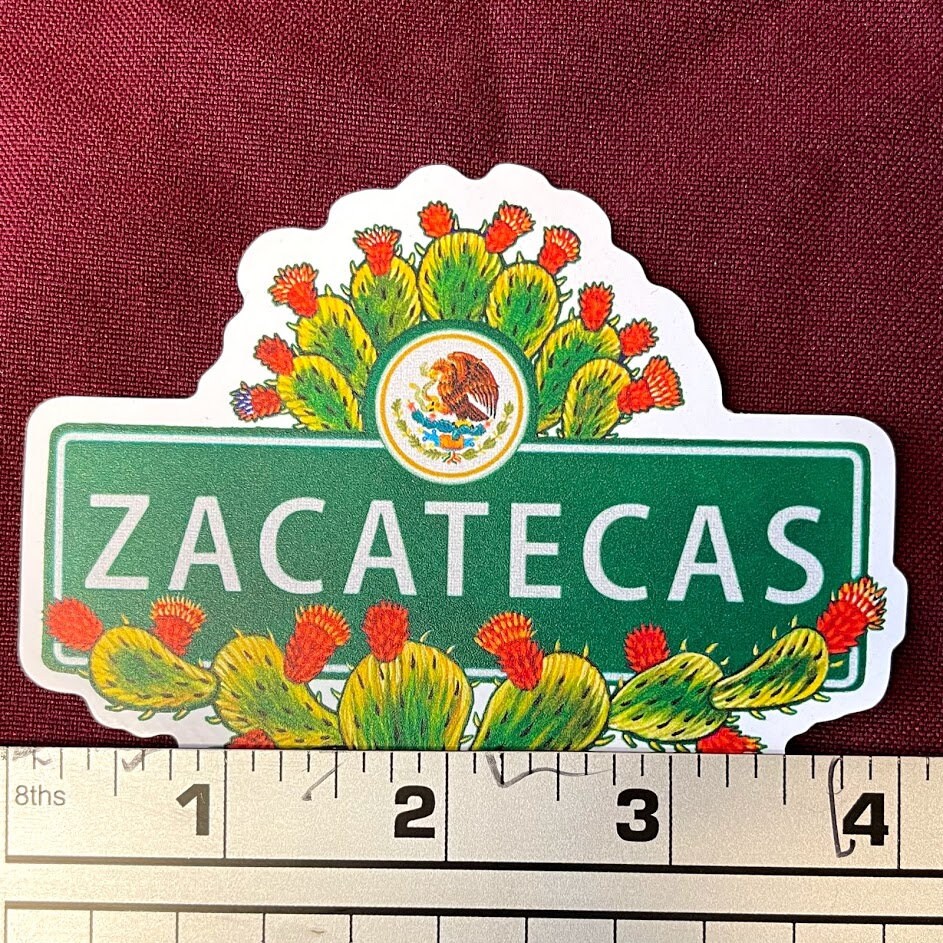 ZACATECAS
8ths 1 2 3 4